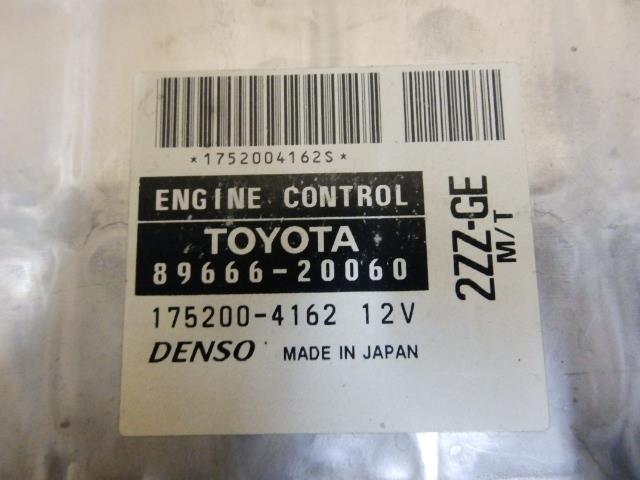 *1752004162S*
ENGINE CONTROL
TOYOTA
89666-20060
175200-4162 12V
DENSO MADE IN JAPAN
2ZZ-GE
M/T